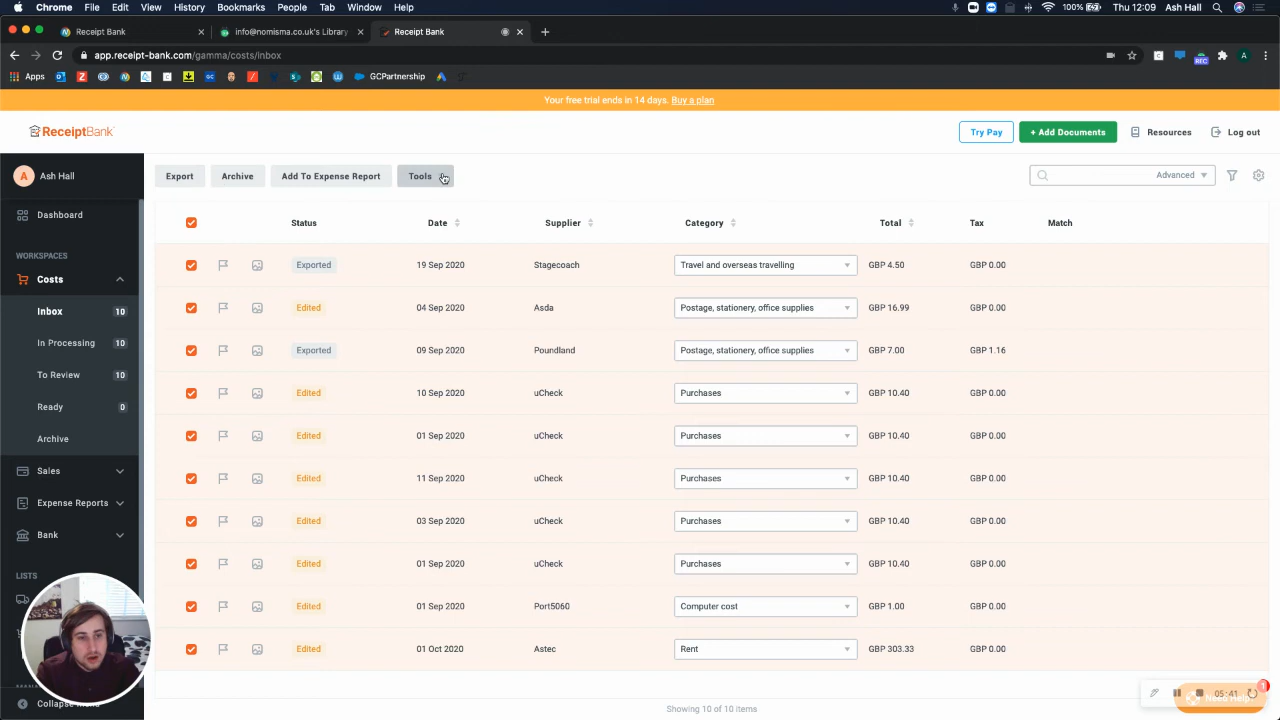 Chrome File Edit View History Bookmarks People Tab Window Help 100% Thu 12:09 Ash Hall
Receipt Bank
info@nomisma.co.uk's Library
Receipt Bank
app.receipt-bank.com/gamma/costs/inbox
REC
A
Apps
GCPartnership
Your free trial ends in 14 days. Buy a plan
ReceiptBank
Try Pay
+ Add Documents
Resources
Log out
A Ash Hall
Export
Archive
Add To Expense Report
Tools
Advanced
Dashboard
WORKSPACES
Costs
Inbox 10
In Processing 10
To Review 10
Ready 0
Archive
Sales
Expense Reports
Bank
LISTS
Status Date Supplier Category Total Tax Match
Exported 19 Sep 2020 Stagecoach Travel and overseas travelling GBP 4.50 GBP 0.00
Edited 04 Sep 2020 Asda Postage, stationery, office supplies GBP 16.99 GBP 0.00
Exported 09 Sep 2020 Poundland Postage, stationery, office supplies GBP 7.00 GBP 1.16
Edited 10 Sep 2020 uCheck Purchases GBP 10.40 GBP 0.00
Edited 01 Sep 2020 uCheck Purchases GBP 10.40 GBP 0.00
Edited 11 Sep 2020 uCheck Purchases GBP 10.40 GBP 0.00
Edited 03 Sep 2020 uCheck Purchases GBP 10.40 GBP 0.00
Edited 01 Sep 2020 uCheck Purchases GBP 10.40 GBP 0.00
Edited 01 Sep 2020 Port5060 Computer cost GBP 1.00 GBP 0.00
Edited 01 Oct 2020 Astec Rent GBP 303.33 GBP 0.00
Showing 10 of 10 items
05:41
1
Need Help?